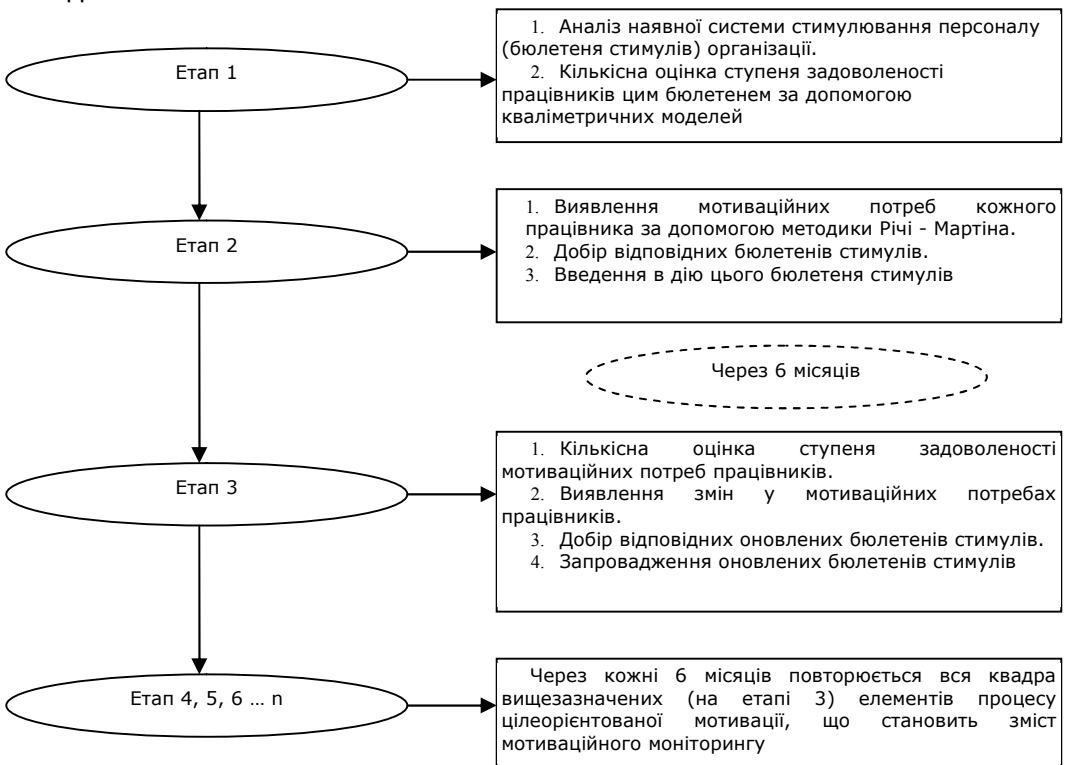 Етап 1
1. Аналіз наявної системи стимулювання персоналу
(бюлетеня стимулів) організації.
2. Кількісна оцінка ступеня задоволеності
працівників цим бюлетенем за допомогою
кваліметричних моделей
Етап 2
1. Виявлення мотиваційних потреб кожного
працівника за допомогою методики Річі - Мартіна.
2. Добір відповідних бюлетенів стимулів.
3. Введення в дію цього бюлетеня стимулів
Через 6 місяців
Етап 3
1. Кількісна оцінка ступеня задоволеності
мотиваційних потреб працівників.
2. Виявлення змін у мотиваційних потребах
працівників.
3. Добір відповідних оновлених бюлетенів стимулів.
4. Запровадження оновлених бюлетенів стимулів
Етап 4, 5, 6 … n
Через кожні 6 місяців повторюється вся квадра
вищезазначених (на етапі 3) елементів процесу
цілеорієнтованої мотивації, що становить зміст
мотиваційного моніторингу